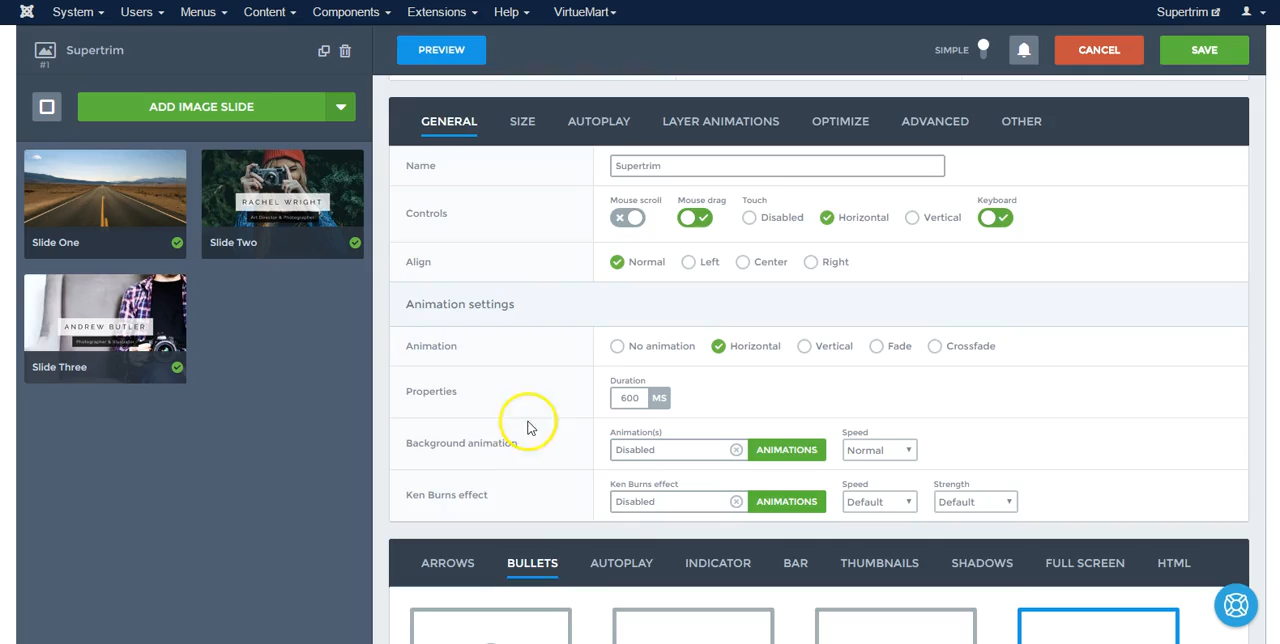 System Users Menus Content Components Extensions Help VirtueMart Supertrim
Supertrim
#1
PREVIEW
SIMPLE
CANCEL
SAVE
ADD IMAGE SLIDE
RACHEL WRIGHT
Art Director & Photographer
Slide One
Slide Two
ANDREW BUTLER
Photographer & Illustrator
Slide Three
GENERAL SIZE AUTOPLAY LAYER ANIMATIONS OPTIMIZE ADVANCED OTHER
Name Supertrim
Mouse scroll Mouse drag Touch Keyboard
Controls Disabled Horizontal Vertical
Align Normal Left Center Right
Animation settings
Animation No animation Horizontal Vertical Fade Crossfade
Duration
Properties 600 MS
Animation(s) Speed
Background animation Disabled ANIMATIONS Normal
Ken Burns effect Speed Strength
Ken Burns effect Disabled ANIMATIONS Default Default
ARROWS BULLETS AUTOPLAY INDICATOR BAR THUMBNAILS SHADOWS FULL SCREEN HTML